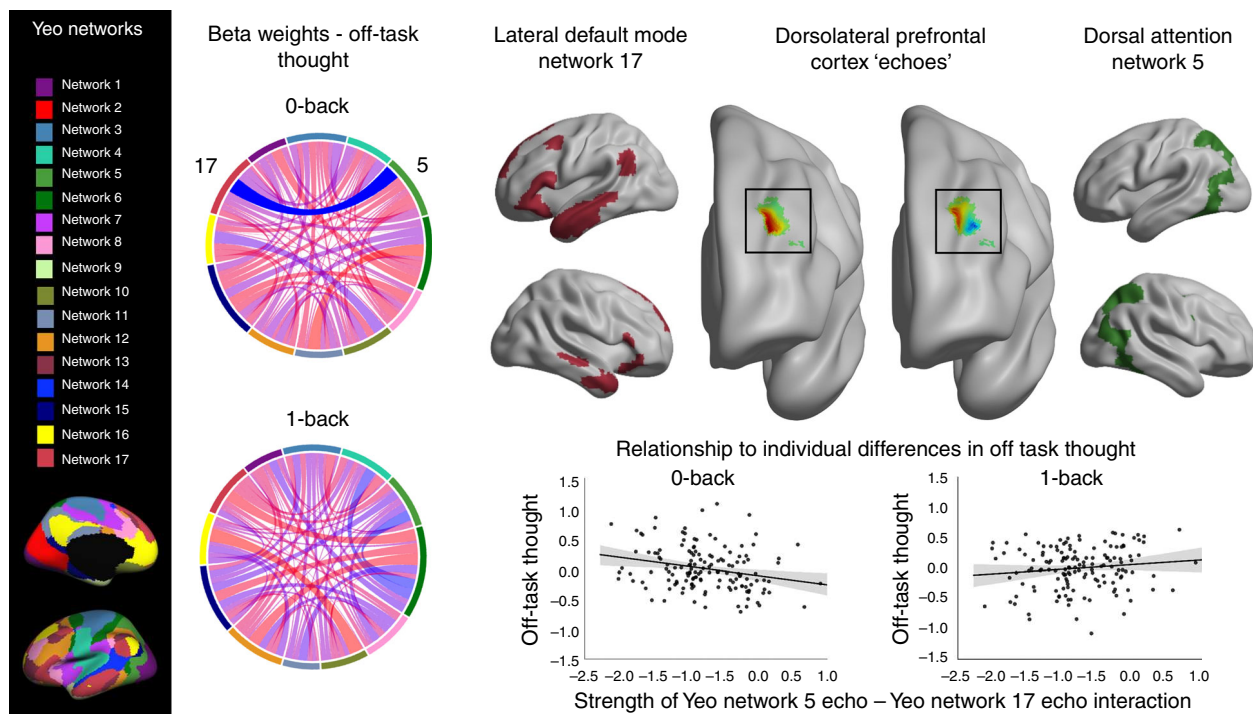 Yeo networks
Network 1
Network 2
Network 3
Network 4
Network 5
Network 6
Network 7
Network 8
Network 9
Network 10
Network 11
Network 12
Network 13
Network 14
Network 15
Network 16
Network 17
Beta weights - off-task
thought
0-back
17
5
1-back
Lateral default mode
network 17
Dorsolateral prefrontal
cortex ‘echoes’
Dorsal attention
network 5
Relationship to individual differences in off task thought
0-back
1.5
1.0
0.5
0.0
−0.5
−1.0
−1.5
Off-task thought
−2.5 −2.0 −1.5 −1.0 −1.5 0.0 0.5 1.0
1-back
1.5
1.0
0.5
0.0
−0.5
−1.0
−1.5
Off-task thought
−2.5 −2.0 −1.5 −1.0 −1.5 0.0 0.5 1.0
Strength of Yeo network 5 echo – Yeo network 17 echo interaction